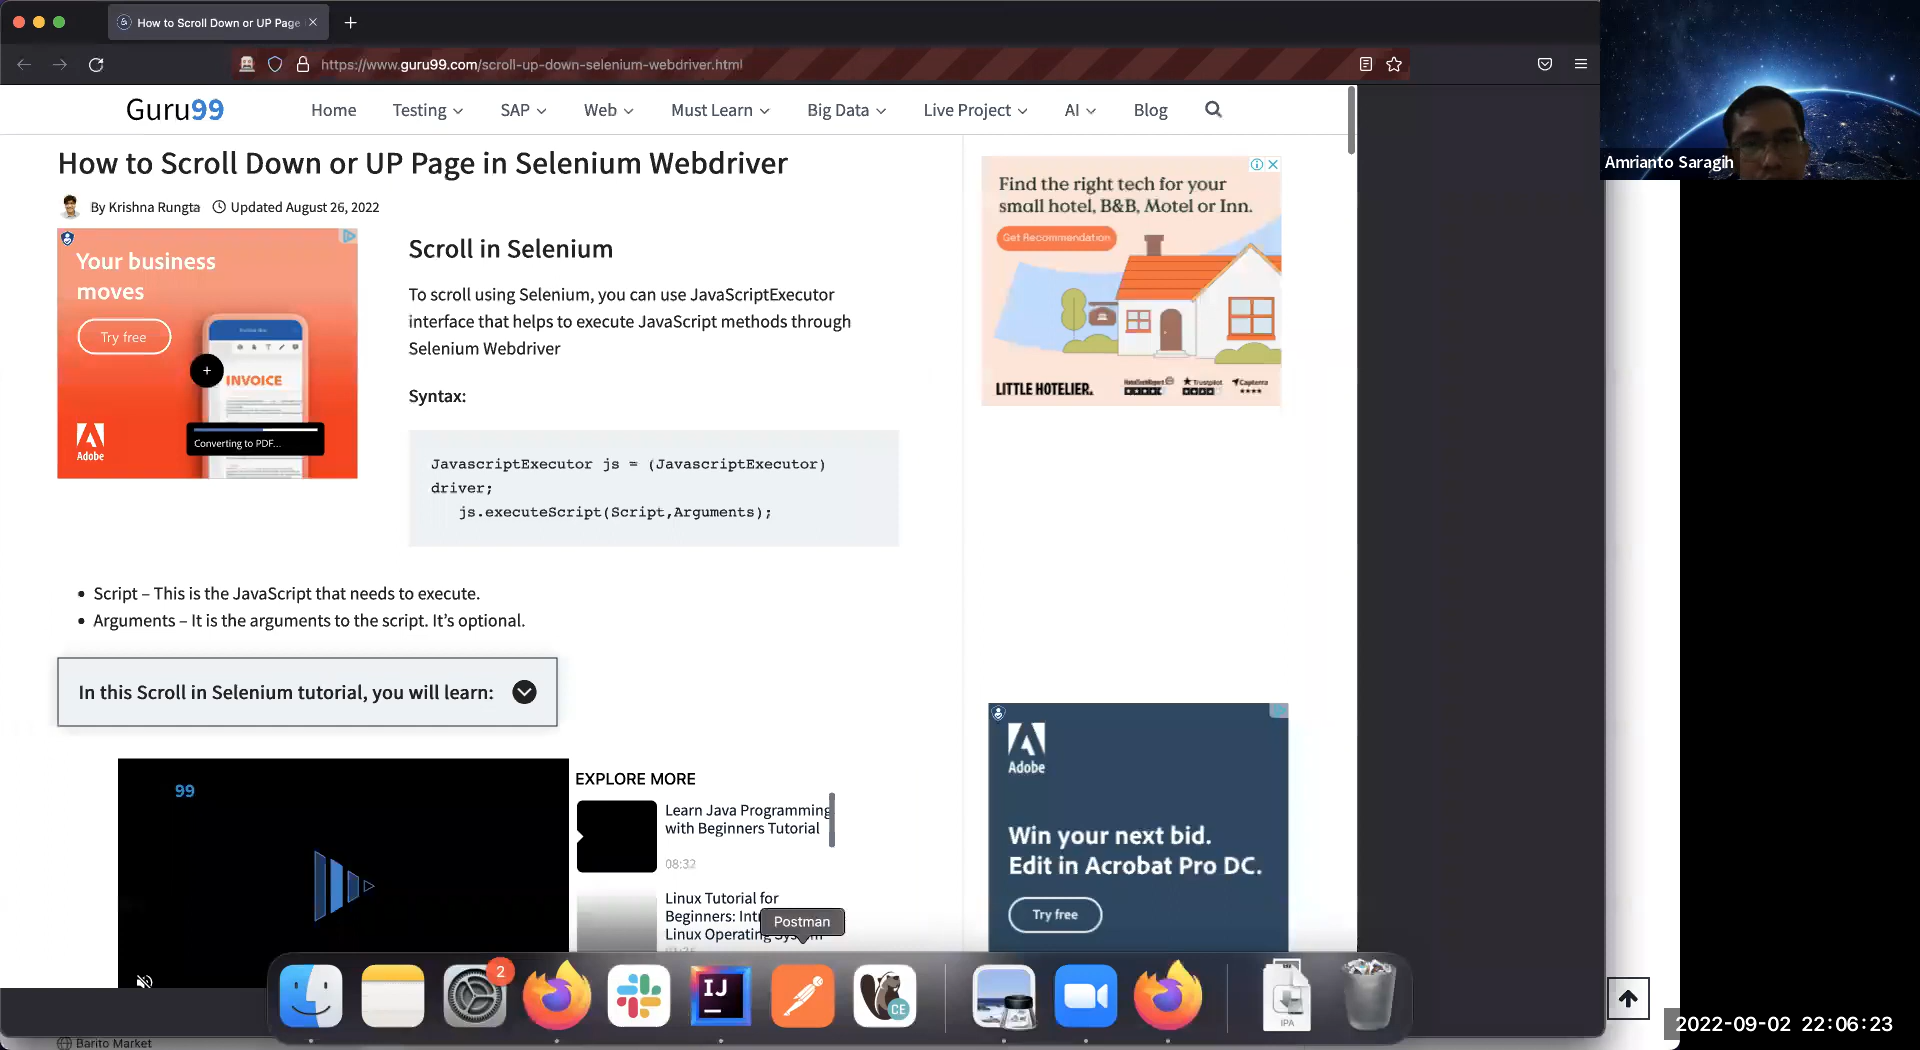 How to Scroll Down or UP Page
https://www.guru99.com/scroll-up-down-selenium-webdriver.html
Guru99
Home
Testing
SAP
Web
Must Learn
Big Data
Live Project
AI
Blog
Amrianto Saragih
How to Scroll Down or UP Page in Selenium Webdriver
By Krishna Rungta
Updated August 26, 2022
Your business
moves
Try free
INVOICE
Converting to PDF...
Adobe
Scroll in Selenium
To scroll using Selenium, you can use JavaScriptExecutor
interface that helps to execute JavaScript methods through
Selenium Webdriver
Syntax:
JavascriptExecutor js = (JavascriptExecutor)
driver;
js.executeScript(Script,Arguments);
Script – This is the JavaScript that needs to execute.
Arguments – It is the arguments to the script. It's optional.
In this Scroll in Selenium tutorial, you will learn:
99
EXPLORE MORE
Learn Java Programming
with Beginners Tutorial
08:32
Linux Tutorial for
Beginners:
Linux Operating System
Find the right tech for your
small hotel, B&B, Motel or Inn.
Get Recommendation
LITTLE HOTELIER.
HotelTechReport
Trustpilot
Capterra
Adobe
Win your next bid.
Edit in Acrobat Pro DC.
Try free
Postman
2
IJ
CE
IPA
Barito Market
2022-09-02 22:06:23